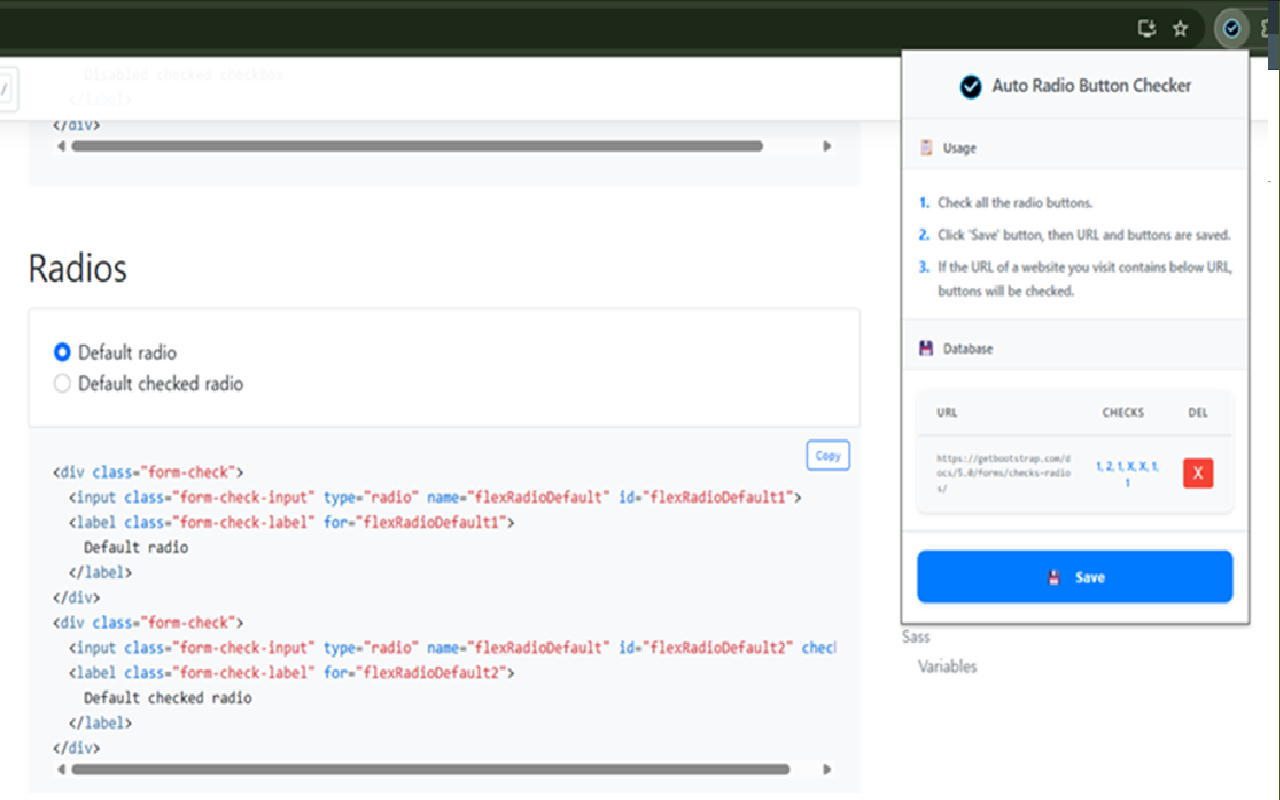 Disabled checked checkbox
</label>
/
</div>
Radios
Default radio
Default checked radio
Copy
<div class="form-check">
<input class="form-check-input" type="radio" name="flexRadioDefault" id="flexRadioDefault1">
<label class="form-check-label" for="flexRadioDefault1">
Default radio
</label>
</div>
<div class="form-check">
<input class="form-check-input" type="radio" name="flexRadioDefault" id="flexRadioDefault2" chec
<label class="form-check-label" for="flexRadioDefault2">
Default checked radio
</label>
</div>
Auto Radio Button Checker
Usage
1. Check all the radio buttons.
2. Click 'Save' button, then URL and buttons are saved.
3. If the URL of a website you visit contains below URL,
buttons will be checked.
Database
URL CHECKS DEL
https://getbootstrap.com/d
ocs/5.0/forms/checks-radio
s/
1, 2, 1, X, X, 1,
1
X
Save
Sass
Variables